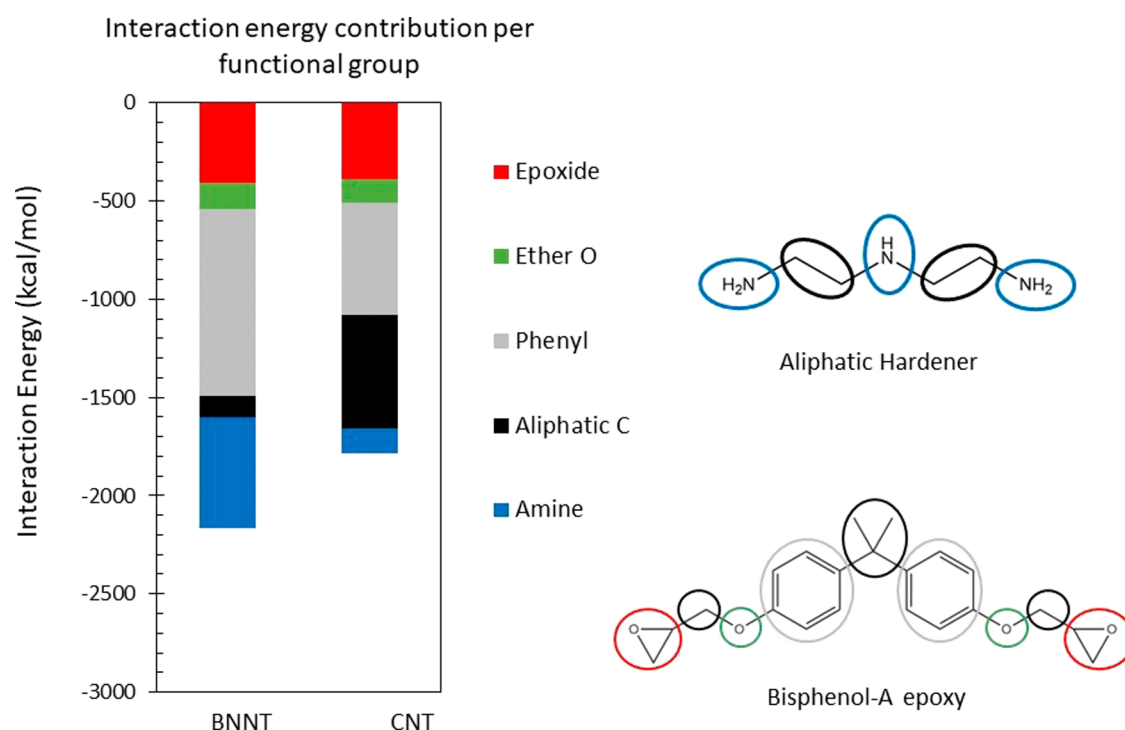 Interaction energy contribution per
functional group
Interaction Energy (kcal/mol)
0
-500
-1000
-1500
-2000
-2500
-3000
BNNT CNT
Epoxide
Ether O
Phenyl
Aliphatic C
Amine
H
N
H₂N
NH₂
Aliphatic Hardener
O
O
O
O
Bisphenol-A epoxy